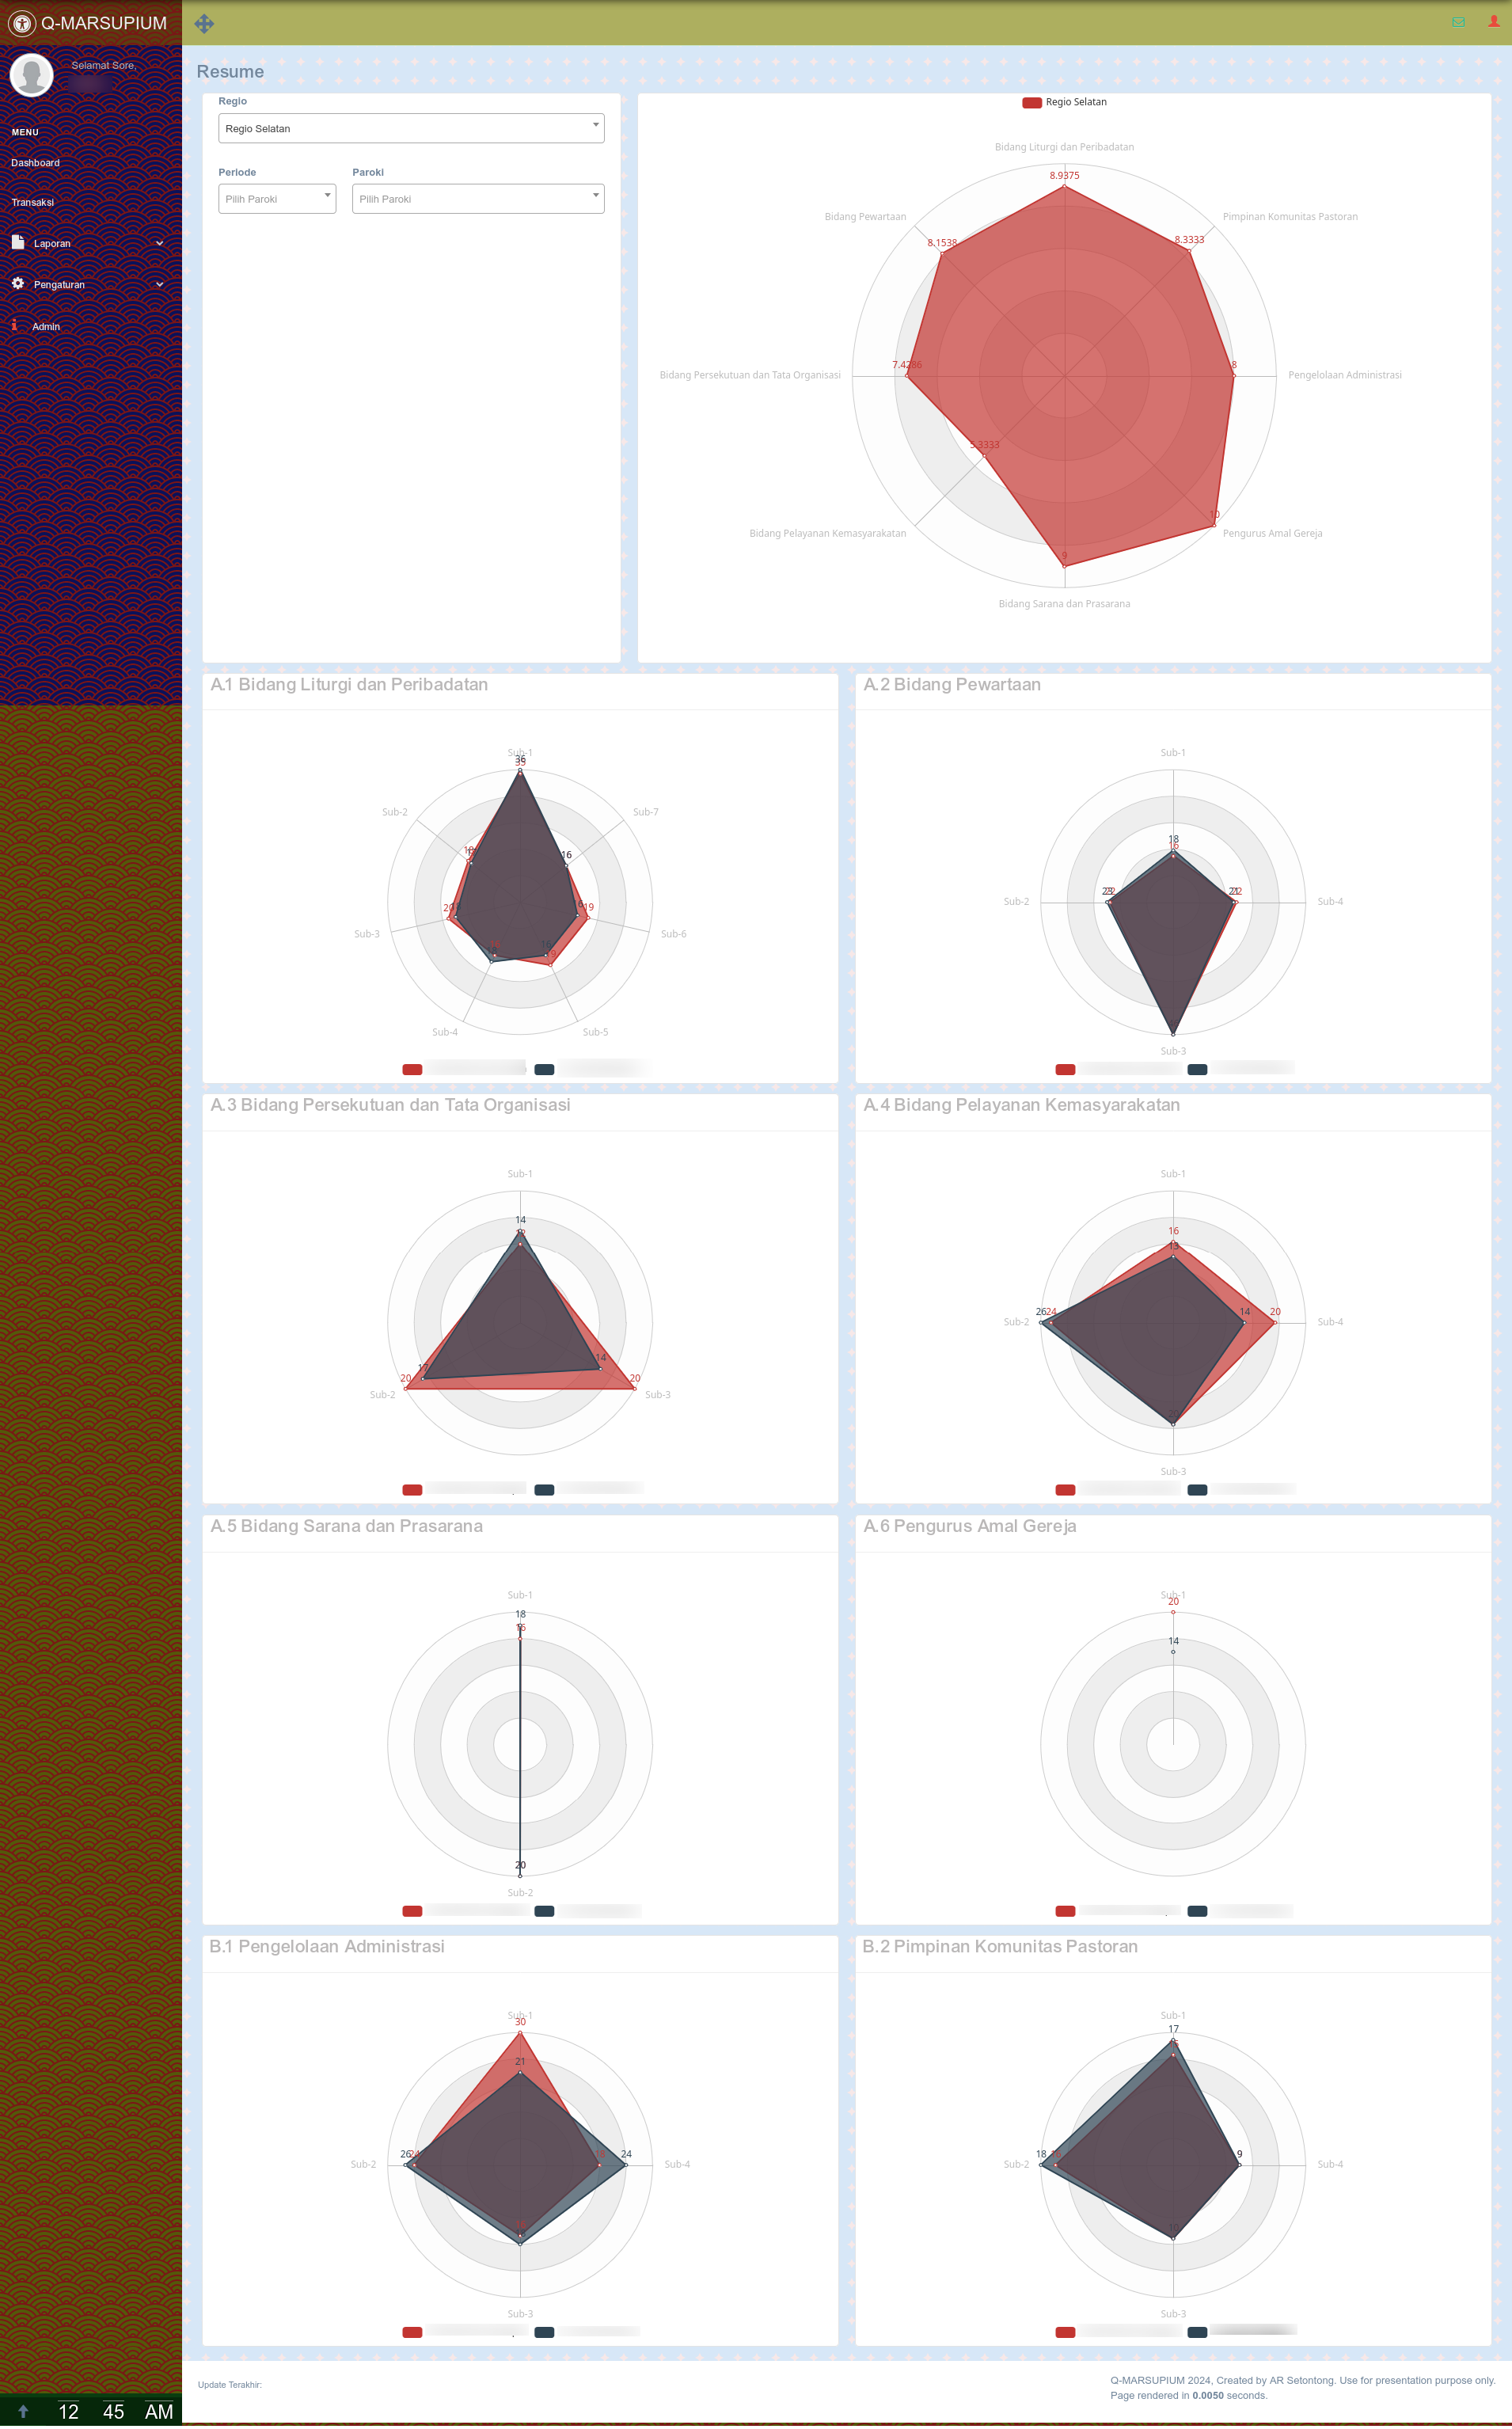 Q-MARSUPIUM
Selamat Sore,
MENU
Dashboard
Transaksi
Laporan
Pengaturan
Admin
12 45 AM
Resume
Regio
Regio Selatan
Periode Paroki
Pilih Paroki Pilih Paroki
Regio Selatan
Bidang Liturgi dan Peribadatan
8.9375
Bidang Pewartaan Pimpinan Komunitas Pastoran
8.1538 8.3333
7.4286 8
Bidang Persekutuan dan Tata Organisasi Pengelolaan Administrasi
5.3333
10
Bidang Pelayanan Kemasyarakatan Pengurus Amal Gereja
9
Bidang Sarana dan Prasarana
A.1 Bidang Liturgi dan Peribadatan
Sub-1
36
Sub-2 Sub-7
16
20 19
Sub-3 Sub-6
16
Sub-4 Sub-5
A.2 Bidang Pewartaan
Sub-1
18
16
23 22 21 22
Sub-2 Sub-4
Sub-3
A.3 Bidang Persekutuan dan Tata Organisasi
Sub-1
14
17 14
20 20
Sub-2 Sub-3
A.4 Bidang Pelayanan Kemasyarakatan
Sub-1
16
13
26 24 14 20
Sub-2 Sub-4
Sub-3
A.5 Bidang Sarana dan Prasarana
Sub-1
18
16
20
Sub-2
A.6 Pengurus Amal Gereja
Sub-1
20
14
B.1 Pengelolaan Administrasi
Sub-1
30
21
26 24 24
Sub-2 Sub-4
Sub-3
B.2 Pimpinan Komunitas Pastoran
Sub-1
17
18 9
Sub-2 Sub-4
Sub-3
Update Terakhir:
Q-MARSUPIUM 2024, Created by AR Setontong. Use for presentation purpose only.
Page rendered in 0.0050 seconds.